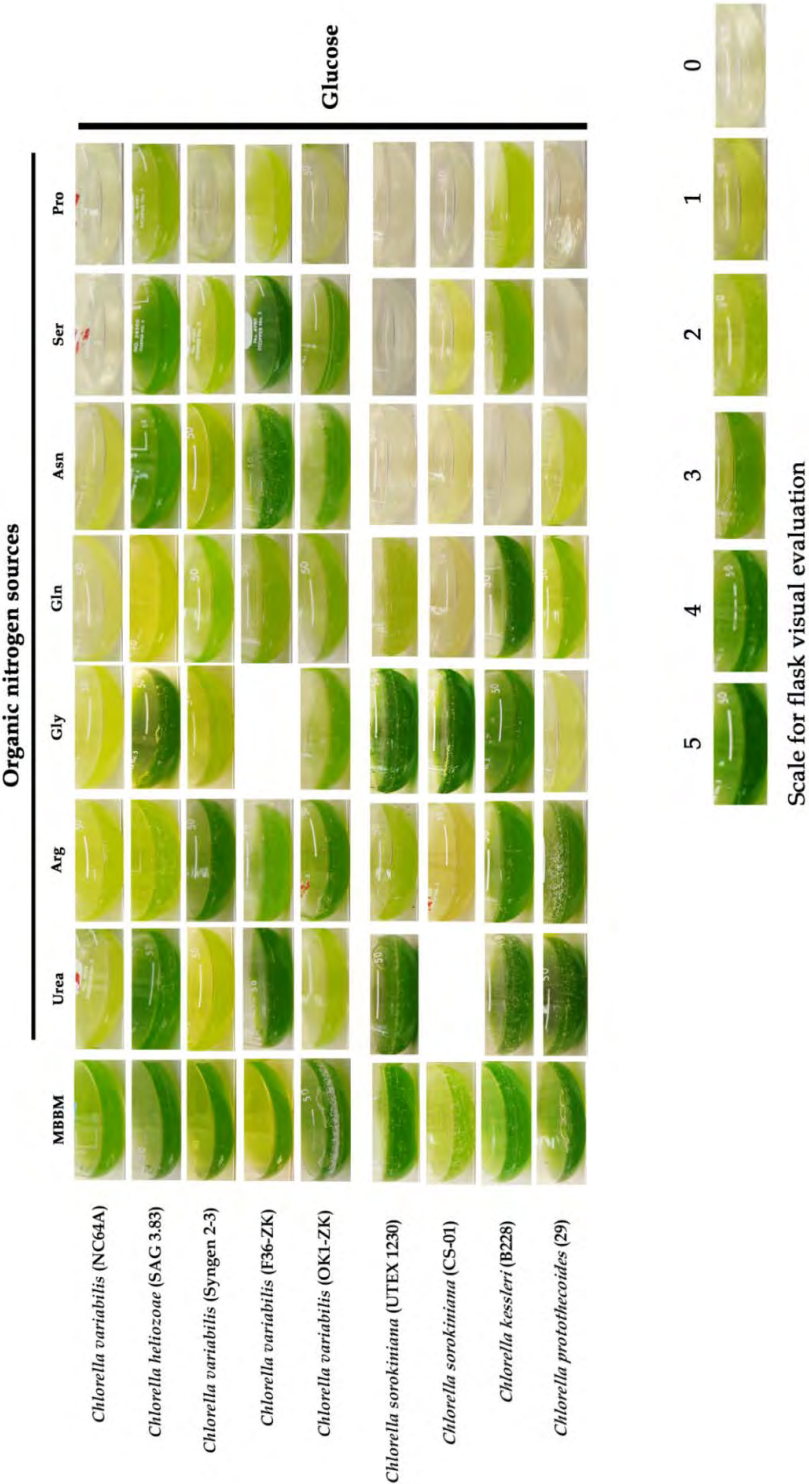 Organic nitrogen sources
MBBM
Urea
Arg
Gly
Gln
Asn
Ser
Pro
Chlorella variabilis (NC64A)
Chlorella heliozoae (SAG 3.83)
Chlorella variabilis (Syngen 2-3)
Chlorella variabilis (F36-ZK)
Chlorella variabilis (OK1-ZK)
Chlorella sorokiniana (UTEX 1230)
Chlorella sorokiniana (CS-01)
Chlorella kessleri (B228)
Chlorella protothecoides (29)
Glucose
5
4
3
2
1
0
Scale for flask visual evaluation